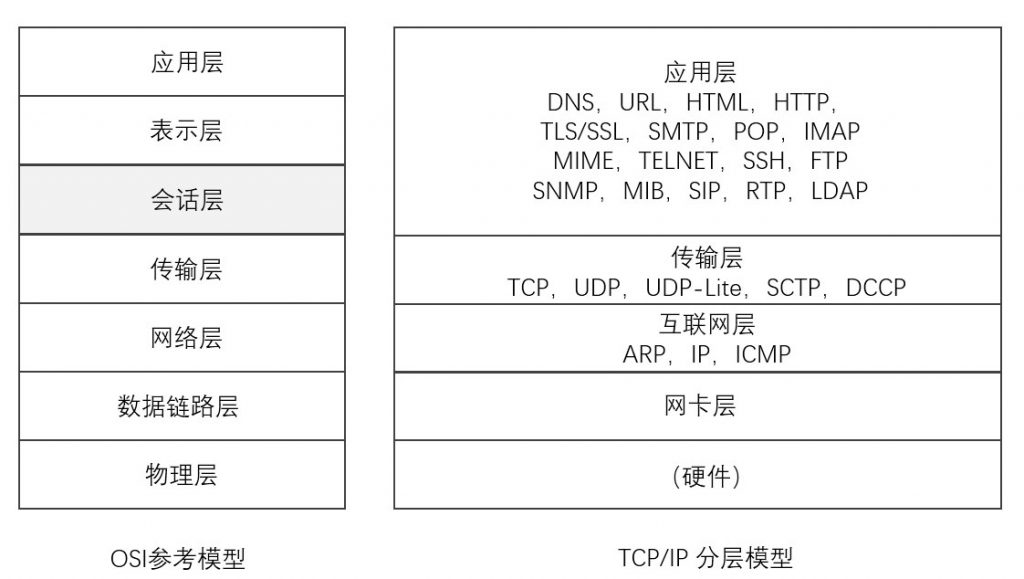 应用层
表示层
会话层
传输层
网络层
数据链路层
物理层
OSI参考模型
应用层
DNS，URL，HTML，HTTP，
TLS/SSL，SMTP，POP，IMAP
MIME，TELNET，SSH，FTP
SNMP，MIB，SIP，RTP，LDAP
传输层
TCP，UDP，UDP-Lite，SCTP，DCCP
互联网层
ARP，IP，ICMP
网卡层
（硬件）
TCP/IP 分层模型